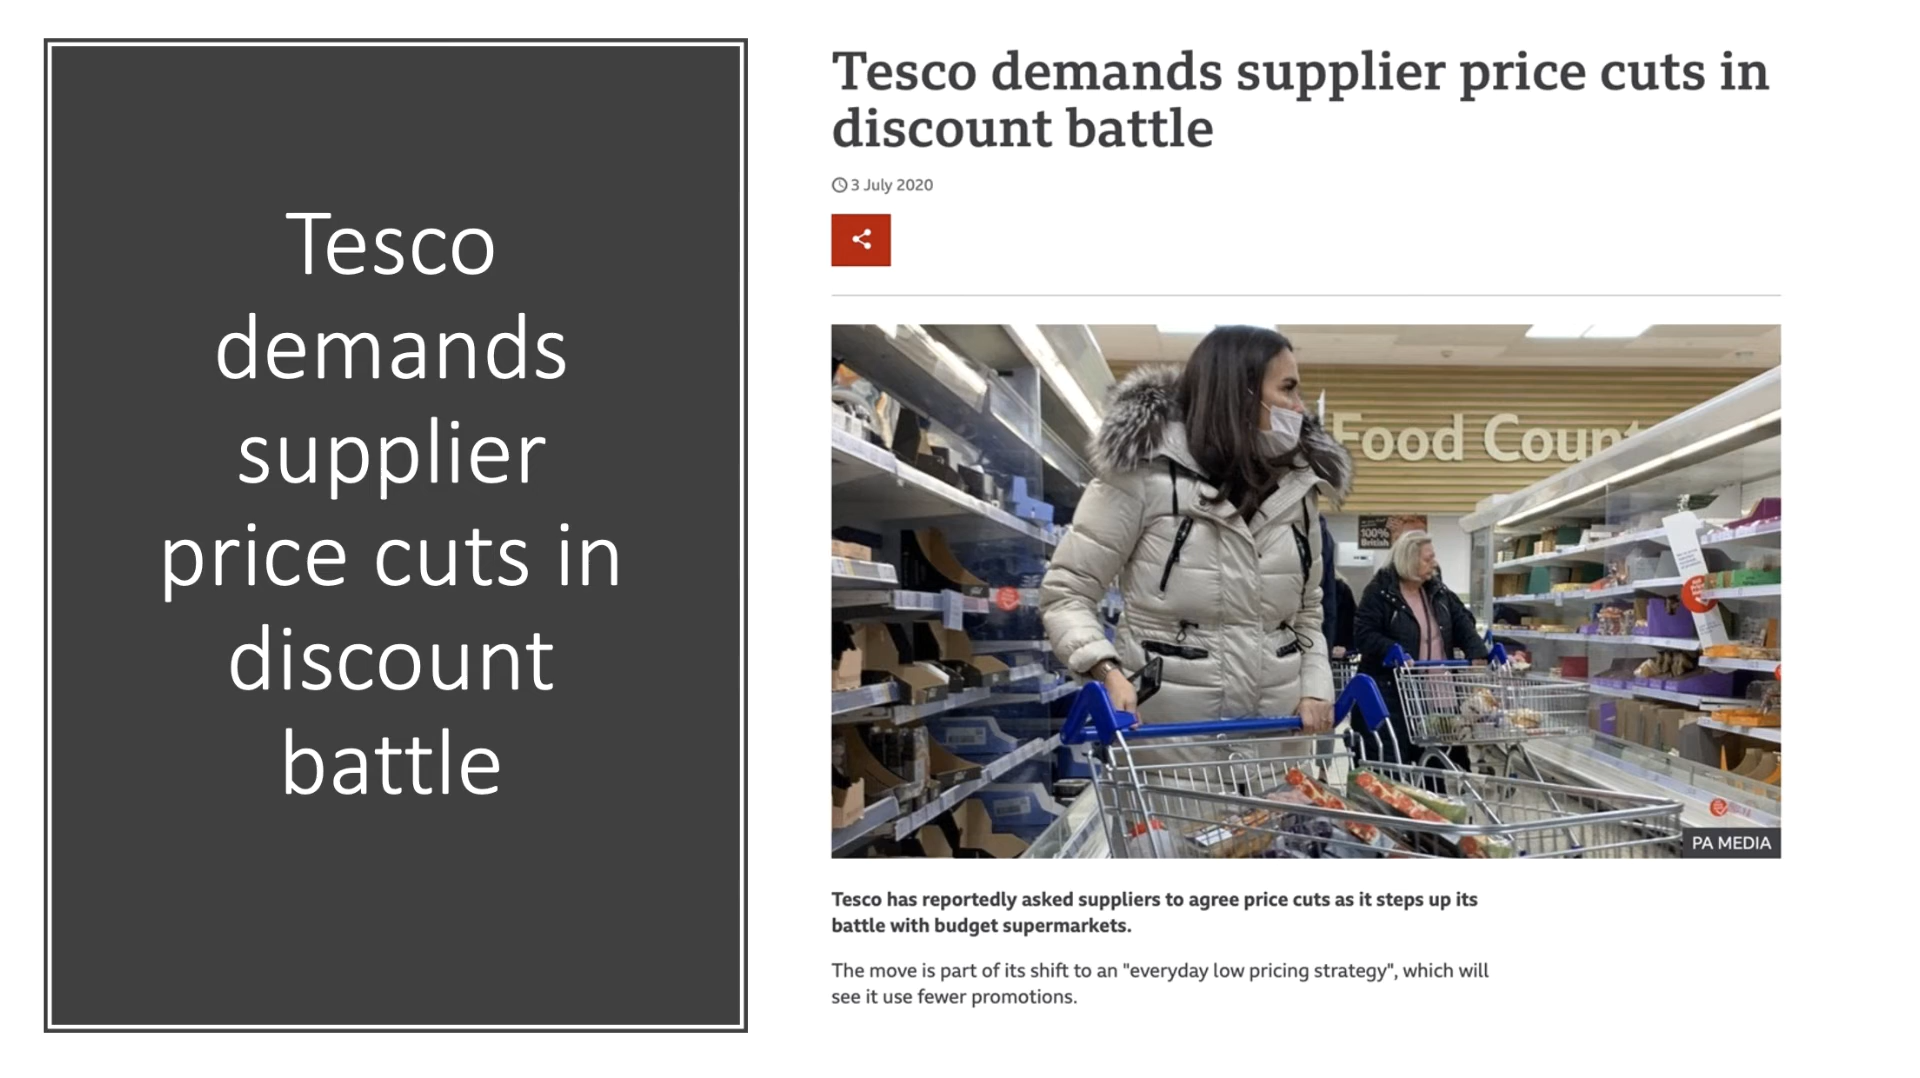 Tesco
demands
supplier
price cuts in
discount
battle
Tesco demands supplier price cuts in
discount battle
3 July 2020
Food Count
100%
British
PA MEDIA
Tesco has reportedly asked suppliers to agree price cuts as it steps up its
battle with budget supermarkets.
The move is part of its shift to an "everyday low pricing strategy", which will
see it use fewer promotions.